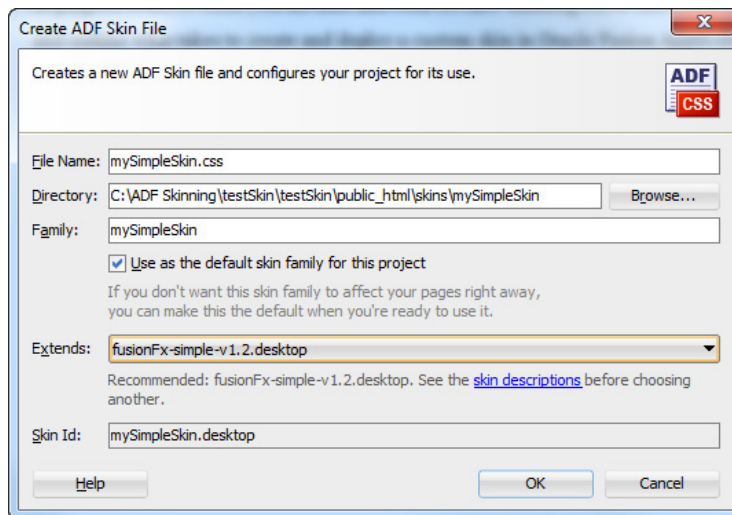 Create ADF Skin File
Creates a new ADF Skin file and configures your project for its use.
ADF
CSS
File Name: mySimpleSkin.css
Directory: C:\ADF Skinning\testSkin\testSkin\public_html\skins\mySimpleSkin Browse...
Family: mySimpleSkin
Use as the default skin family for this project
If you don't want this skin family to affect your pages right away,
you can make this the default when you're ready to use it.
Extends: fusionFx-simple-v1.2.desktop
Recommended: fusionFx-simple-v1.2.desktop. See the skin descriptions before choosing
another.
Skin Id: mySimpleSkin.desktop
Help OK Cancel